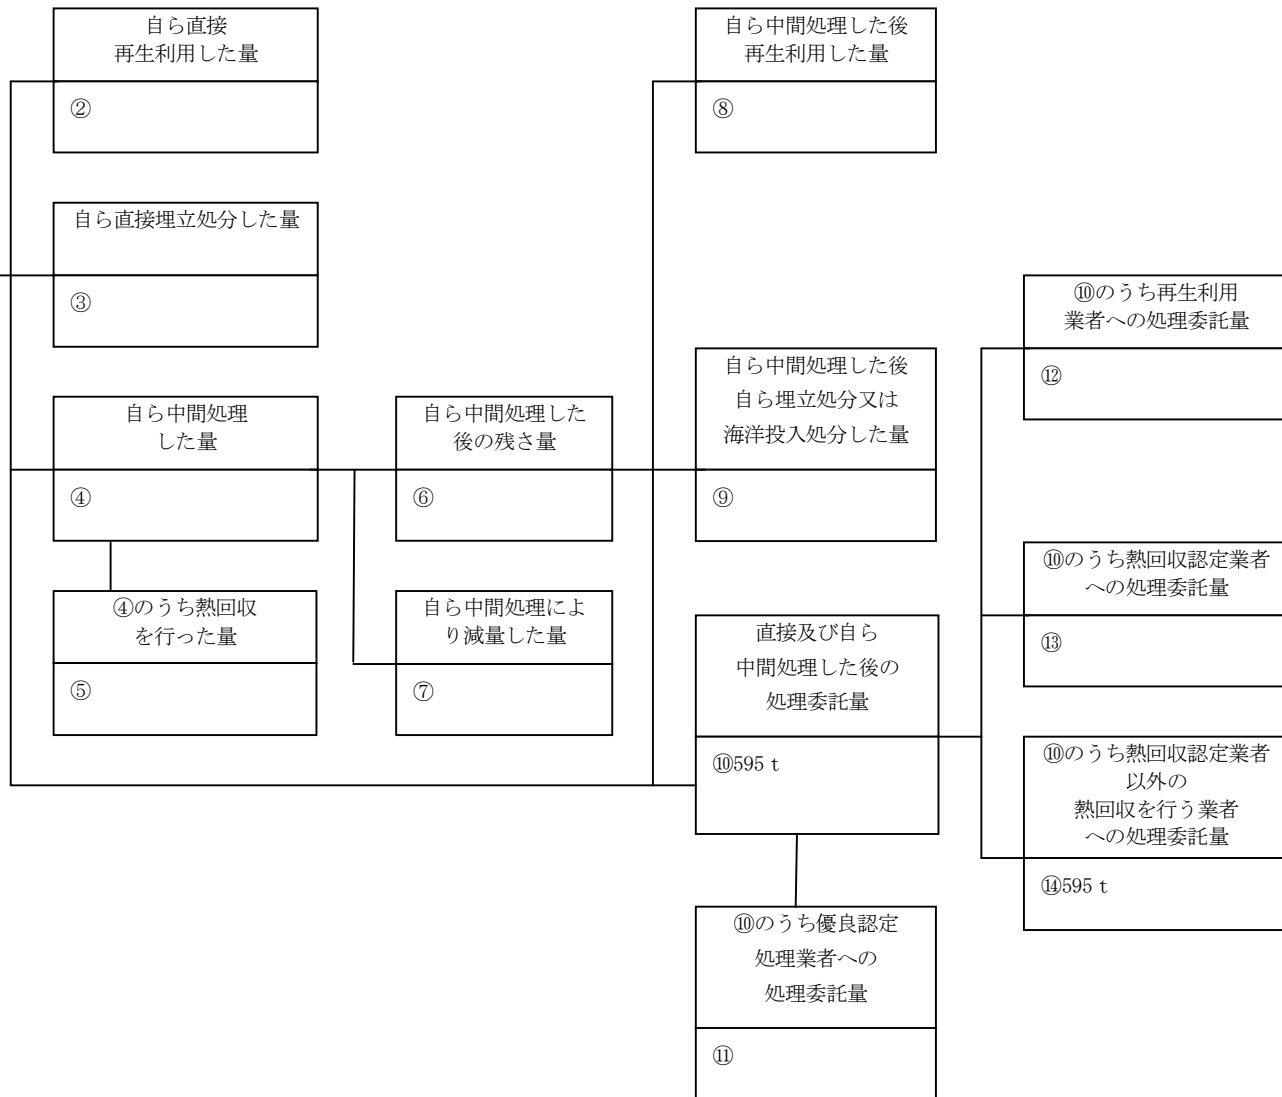 自ら直接
再生利用した量
②
自ら直接埋立処分した量
③
自ら中間処理
した量
④
④のうち熱回収
を行った量
⑤
自ら中間処理した
後の残さ量
⑥
自ら中間処理によ
り減量した量
⑦
自ら中間処理した後
再生利用した量
⑧
自ら中間処理した後
自ら埋立処分又は
海洋投入処分した量
⑨
直接及び自ら
中間処理した後の
処理委託量
⑩595 t
⑩のうち優良認定
処理業者への
処理委託量
⑪
⑩のうち再生利用
業者への処理委託量
⑫
⑩のうち熱回収認定業者
への処理委託量
⑬
⑩のうち熱回収認定業者
以外の
熱回収を行う業者
への処理委託量
⑭595 t